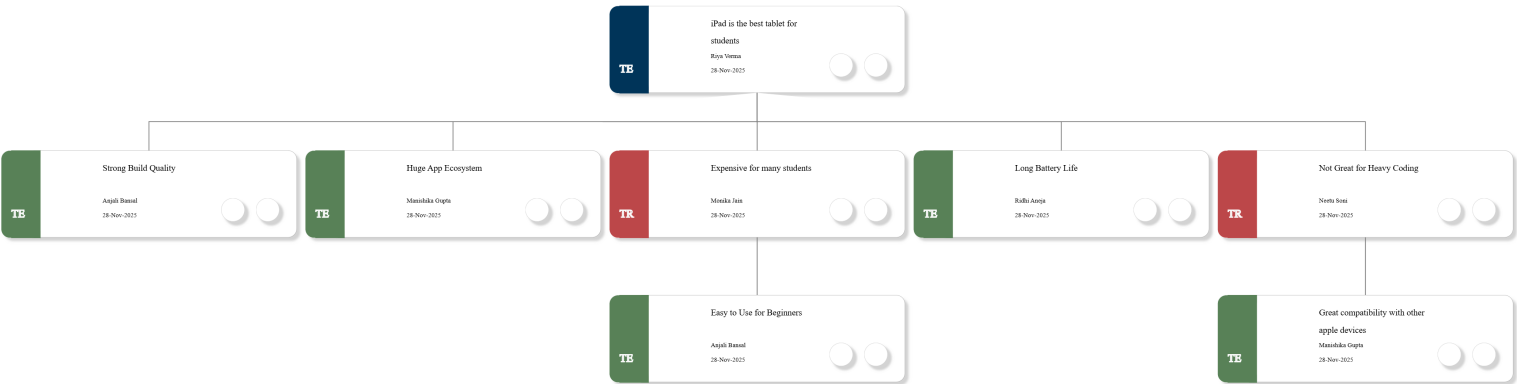 iPad is the best tablet for
students
Riya Verma
TE
28-Nov-2025
Strong Build Quality
Anjali Bansal
TE
28-Nov-2025
Huge App Ecosystem
Manishka Gupta
TE
28-Nov-2025
Expensive for many students
Monika Jain
TR
28-Nov-2025
Long Battery Life
Ridhi Aneja
TE
28-Nov-2025
Not Great for Heavy Coding
Neetu Soni
TR
28-Nov-2025
Easy to Use for Beginners
Anjali Bansal
TE
28-Nov-2025
Great compatibility with other
apple devices
Manishka Gupta
TE
28-Nov-2025